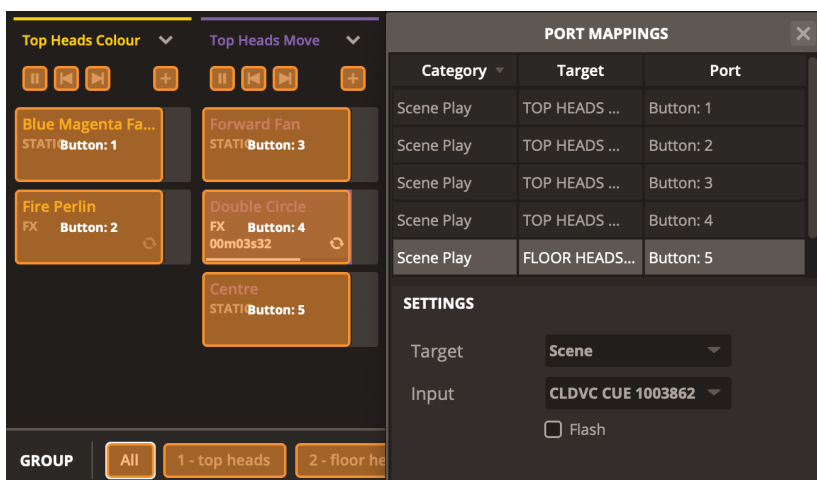 Top Heads Colour
Top Heads Move
Blue Magenta Fa...
STATIC
Button: 1
Forward Fan
STATIC
Button: 3
Fire Perlin
FX Button: 2
Double Circle
FX Button: 4
00m03s32
Centre
STATIC
Button: 5
GROUP All 1 - top heads 2 - floor he
PORT MAPPINGS
Category Target Port
Scene Play TOP HEADS ... Button: 1
Scene Play TOP HEADS ... Button: 2
Scene Play TOP HEADS ... Button: 3
Scene Play TOP HEADS ... Button: 4
Scene Play FLOOR HEADS... Button: 5
SETTINGS
Target Scene
Input CLDVC CUE 1003862
Flash